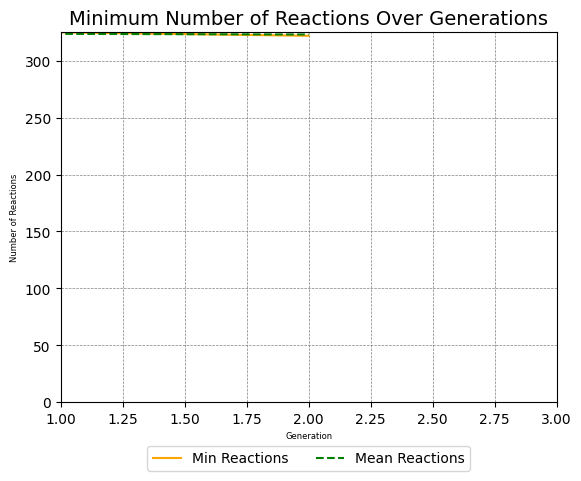 Minimum Number of Reactions Over Generations
300
250
200
150
100
50
0
Number of Reactions
1.00 1.25 1.50 1.75 2.00 2.25 2.50 2.75 3.00
Generation
Min Reactions Mean Reactions